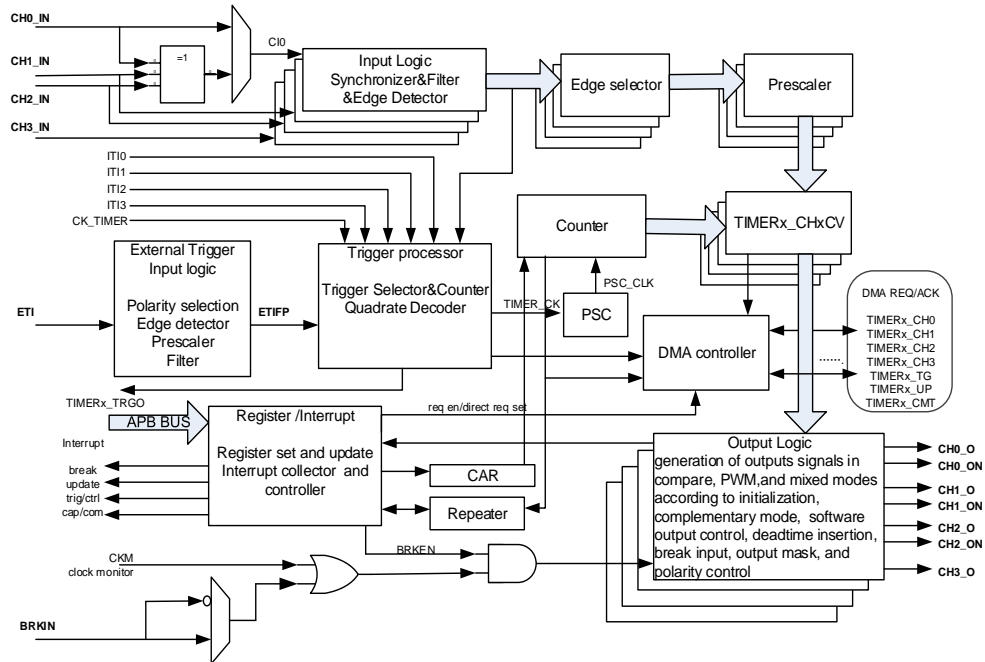 CH0_IN
CH1_IN
CH2_IN
CH3_IN
=1
CI0
Input Logic
Synchronizer&Filter
&Edge Detector
Edge selector
Prescaler
ITI0
ITI1
ITI2
ITI3
CK_TIMER
Counter
TIMERx_CHxCV
External Trigger
Input logic
Polarity selection
Edge detector
Prescaler
Filter
ETI
ETIFP
Trigger processor
Trigger Selector&Counter
Quadrate Decoder
TIMER_CK
PSC_CLK
PSC
DMA controller
DMA REQ/ACK
TIMERx_CH0
TIMERx_CH1
TIMERx_CH2
TIMERx_CH3
TIMERx_TG
TIMERx_UP
TIMERx_CMT
.......
TIMERx_TRGO
APB BUS
Register /Interrupt
Register set and update
Interrupt collector and
controller
req en/direct req set
Interrupt
break
update
trig/ctrl
cap/com
CAR
Repeater
Output Logic
generation of outputs signals in
compare, PWM,and mixed modes
according to initialization,
complementary mode, software
output control, deadtime insertion,
break input, output mask, and
polarity control
CH0_O
CH0_ON
CH1_O
CH1_ON
CH2_O
CH2_ON
CH3_O
BRKEN
CKM
clock monitor
BRKIN